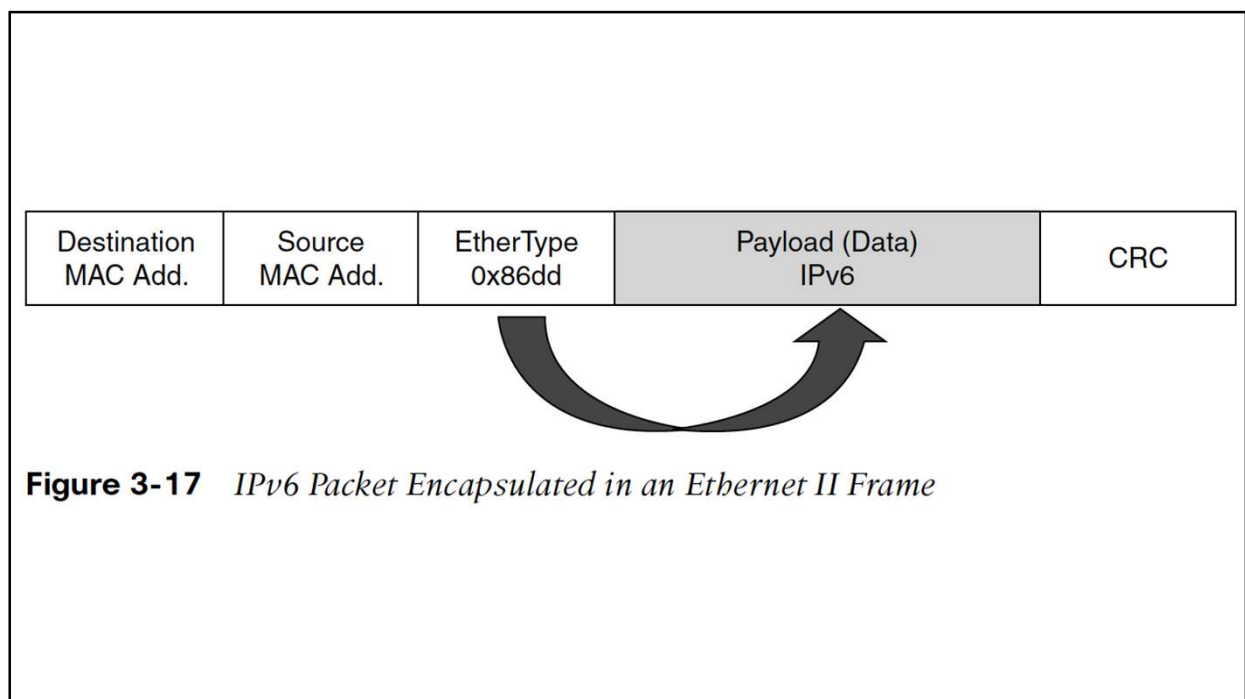 Destination
MAC Add.
Source
MAC Add.
EtherType
0x86dd
Payload (Data)
IPv6
CRC
Figure 3-17 IPv6 Packet Encapsulated in an Ethernet II Frame